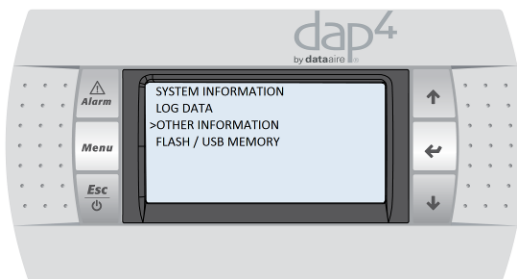 dap4
by dataaire
Alarm
Menu
Esc
SYSTEM INFORMATION
LOG DATA
>OTHER INFORMATION
FLASH / USB MEMORY